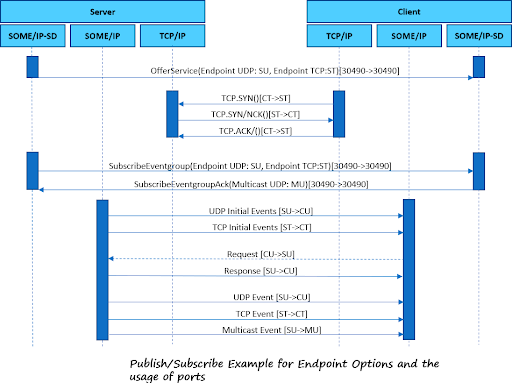 Server
Client
SOME/IP-SD
SOME/IP
TCP/IP
TCP/IP
SOME/IP
SOME/IP-SD
OfferService(Endpoint UDP: SU, Endpoint TCP:ST)[30490->30490]
TCP.SYN()[CT->ST]
TCP.SYN/NCK()[ST->CT]
TCP.ACK/()[CT->ST]
SubscribeEventgroup(Endpoint UDP: SU, Endpoint TCP:ST)[30490->30490]
SubscribeEventgroupAck(Multicast UDP: MU)[30490->30490]
UDP Initial Events [SU->CU]
TCP Initial Events [ST->CT]
Request [CU->SU]
Response [SU->CU]
UDP Event [SU->CU]
TCP Event [ST->CT]
Multicast Event [SU->MU]
Publish/Subscribe Example for Endpoint Options and the
usage of ports